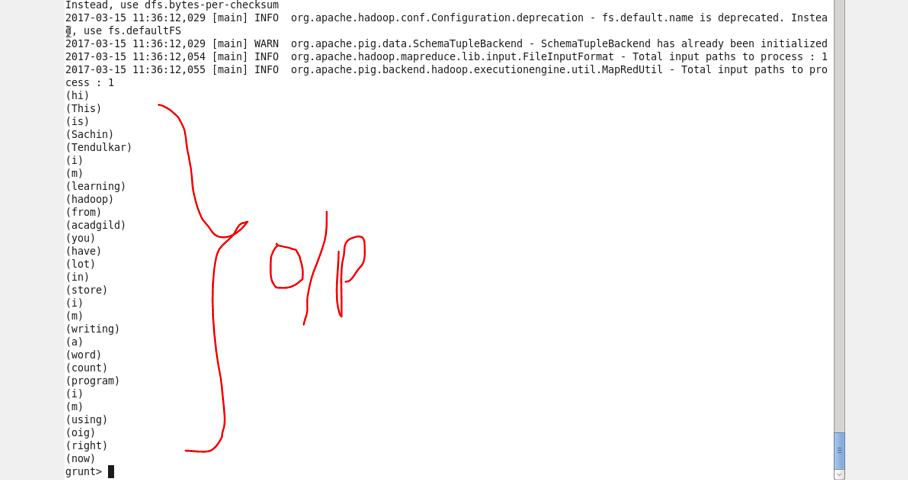 Instead, use dfs.bytes-per-checksum
2017-03-15 11:36:12,029 [main] INFO  org.apache.hadoop.conf.Configuration.deprecation - fs.default.name is deprecated. Instea
d, use fs.defaultFS
2017-03-15 11:36:12,029 [main] WARN  org.apache.pig.data.SchemaTupleBackend - SchemaTupleBackend has already been initialized
2017-03-15 11:36:12,054 [main] INFO  org.apache.hadoop.mapreduce.lib.input.FileInputFormat - Total input paths to process : 1
2017-03-15 11:36:12,055 [main] INFO  org.apache.pig.backend.hadoop.executionengine.util.MapRedUtil - Total input paths to pro
cess : 1
(hi)
(This)
(is)
(Sachin)
(Tendulkar)
(i)
(m)
(learning)
(hadoop)
(from)
(acadgild)
(you)
(have)
(lot)
(in)
(store)
(i)
(m)
(writing)
(a)
(word)
(count)
(program)
(i)
(m)
(using)
(oig)
(right)
(now)
grunt>
O/P